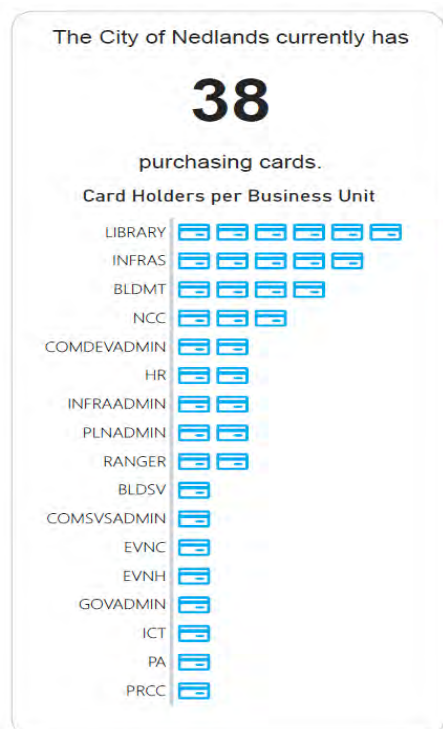 The City of Nedlands currently has
38
purchasing cards.
Card Holders per Business Unit
LIBRARY
INFRAS
BLDMT
NCC
COMDEVADMIN
HR
INFRAADMIN
PLNADMIN
RANGER
BLDSV
COMSVSADMIN
EVNC
EVNH
GOVADMIN
ICT
PA
PRCC